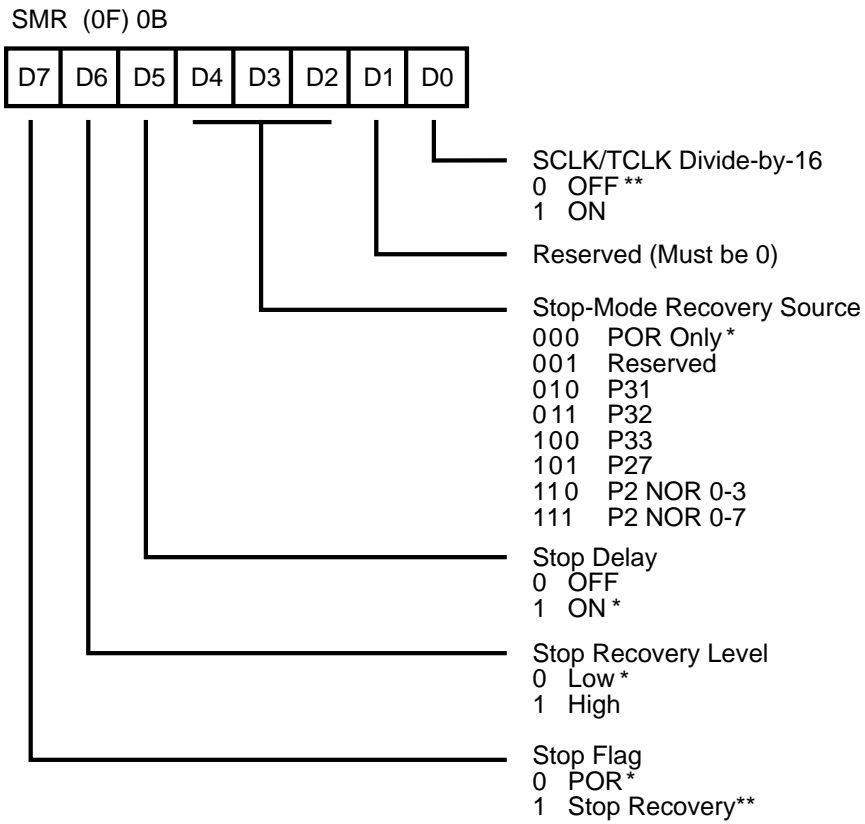 SMR (0F) 0B
D7 D6 D5 D4 D3 D2 D1 D0
SCLK/TCLK Divide-by-16
0 OFF **
1 ON
Reserved (Must be 0)
Stop-Mode Recovery Source
000 POR Only *
001 Reserved
010 P31
011 P32
100 P33
101 P27
110 P2 NOR 0-3
111 P2 NOR 0-7
Stop Delay
0 OFF
1 ON *
Stop Recovery Level
0 Low *
1 High
Stop Flag
0 POR *
1 Stop Recovery**